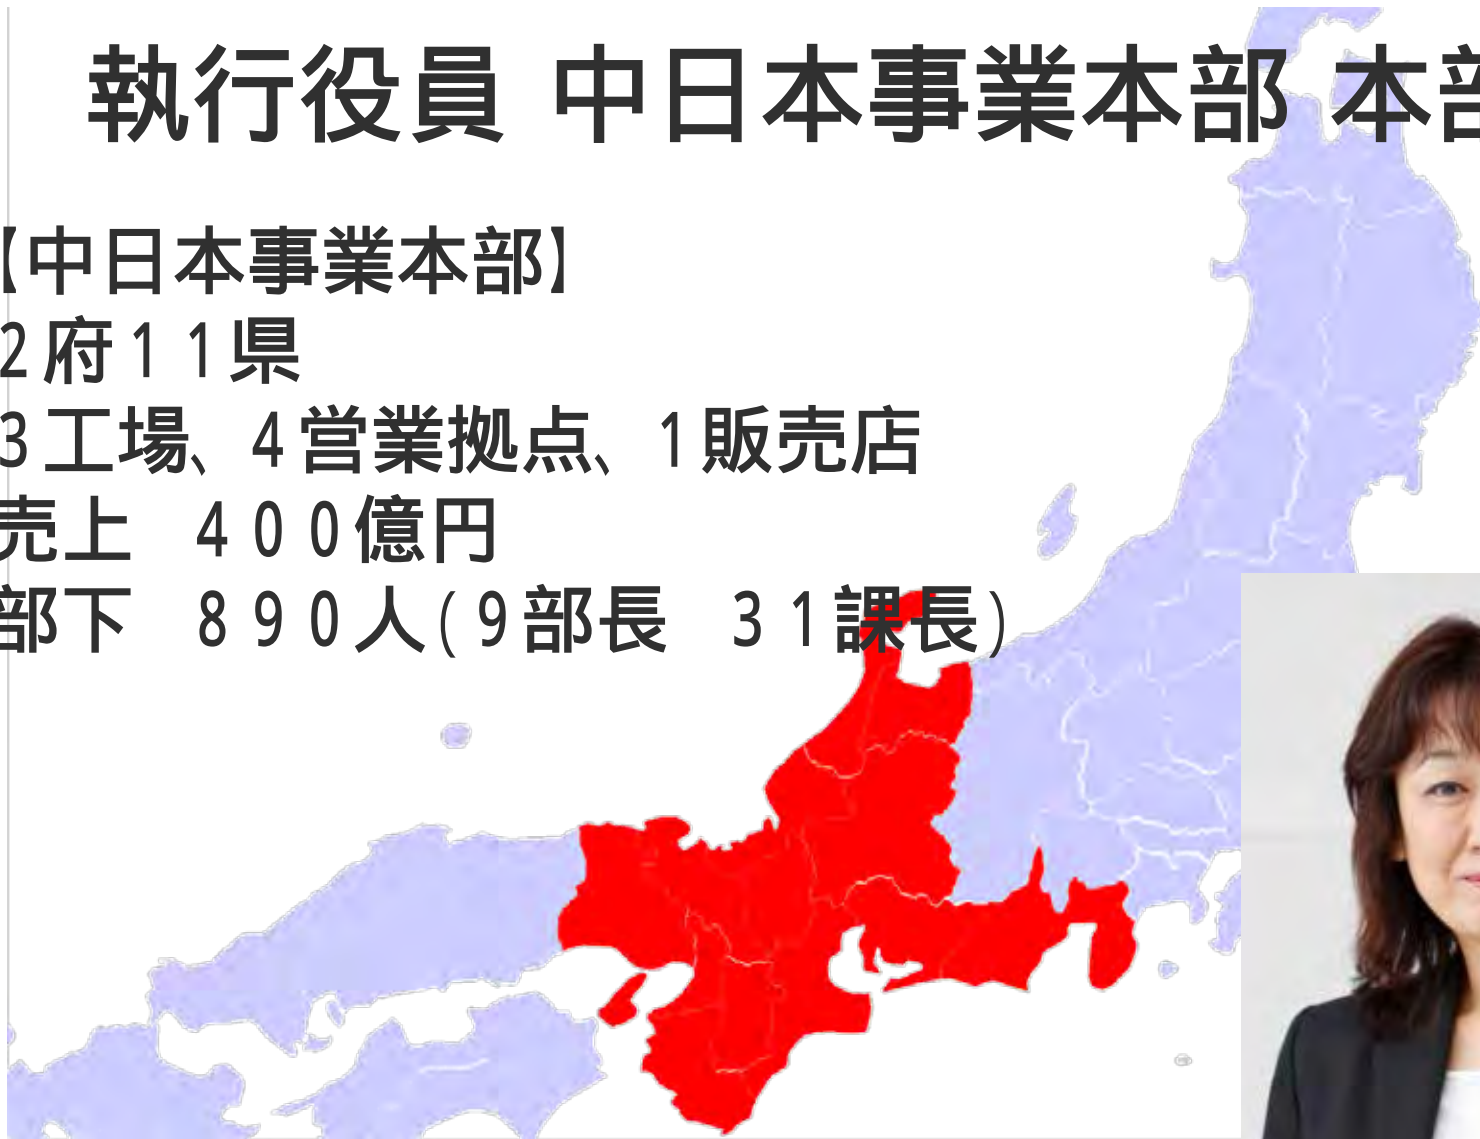 執行役員 中日本事業本部 本部
【中日本事業本部】
２府１１県
３工場、４営業拠点、１販売店
売上　４００億円
部下　８９０人(９部長　３１課長)